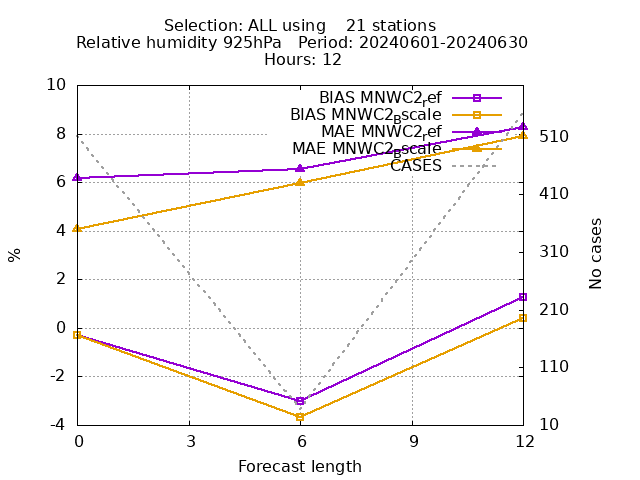 Selection: ALL using    21 stations
Relative humidity 925hPa   Period: 20240601-20240630
Hours: 12
BIAS MNWC2_ref
BIAS MNWC2_Bscale
MAE MNWC2_ref
MAE MNWC2_Bscale
CASES
10
8
6
4
2
0
-2
-4
%
510
410
310
210
110
10
No cases
0 3 6 9 12
Forecast length